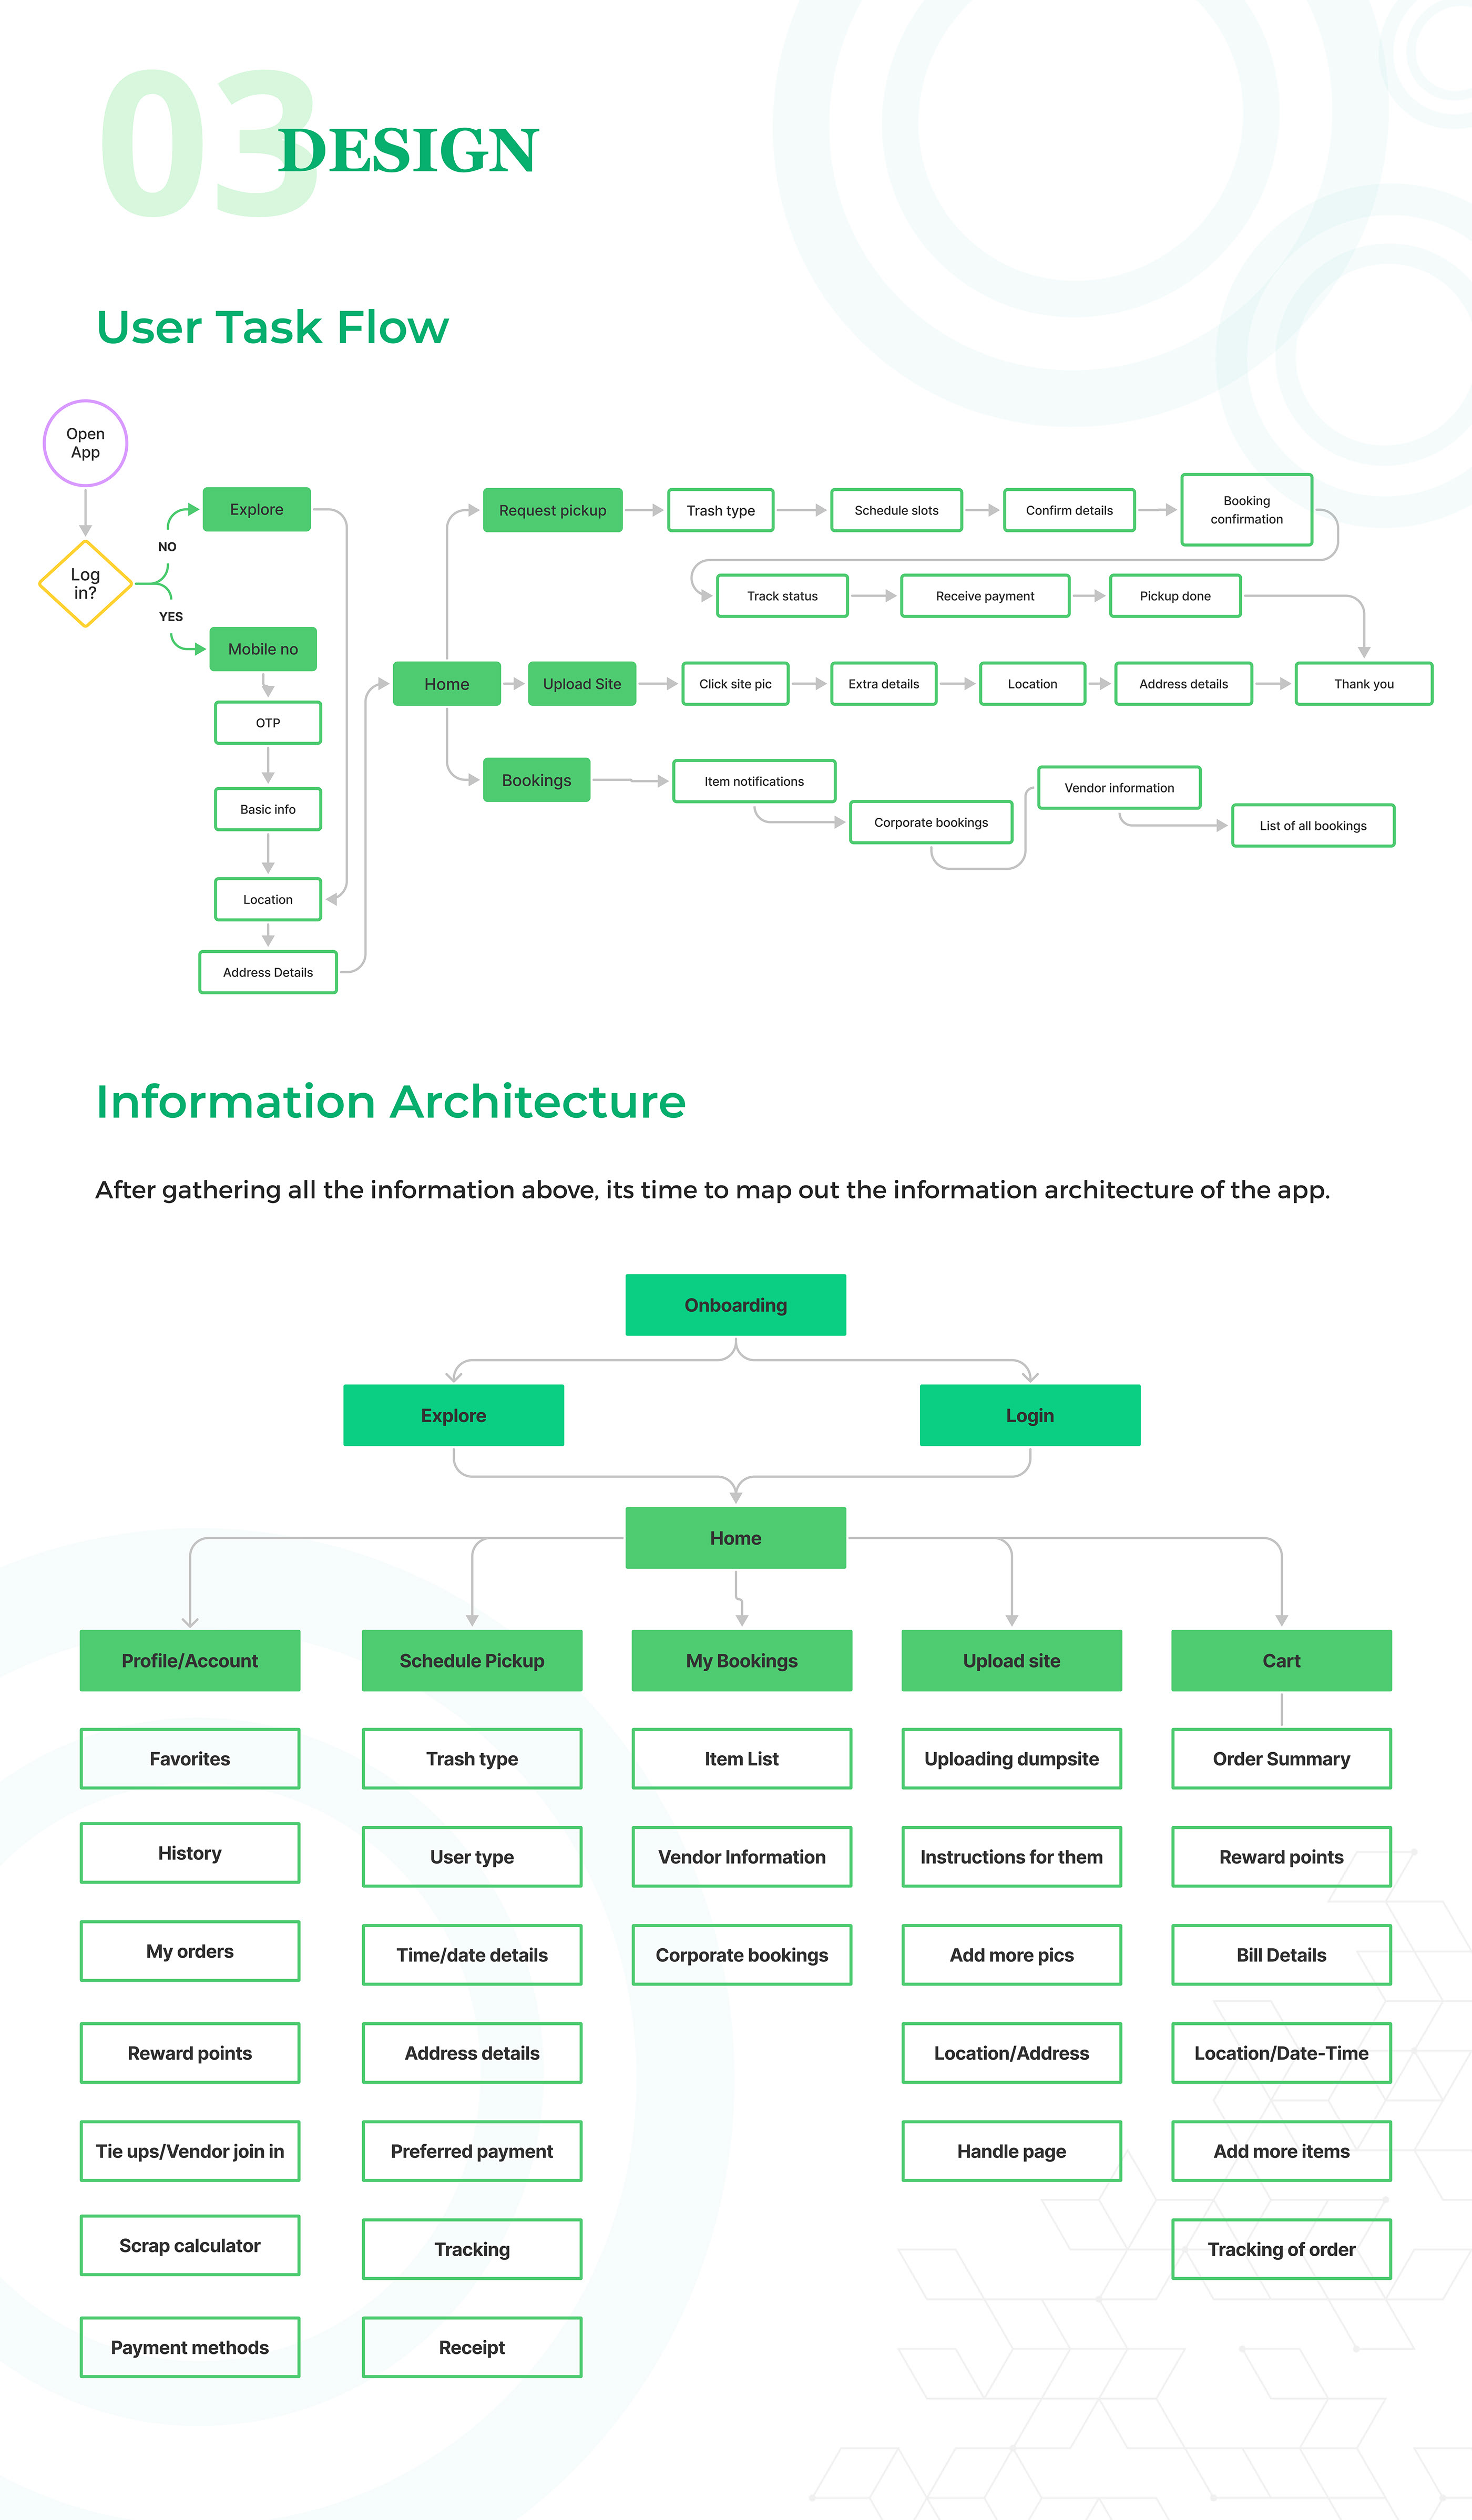 03
DESIGN
User Task Flow
Open
App
Log
in?
NO
YES
Explore
Mobile no
OTP
Basic info
Location
Address Details
Home
Request pickup
Trash type
Schedule slots
Confirm details
Booking
confirmation
Track status
Receive payment
Pickup done
Upload Site
Click site pic
Extra details
Location
Address details
Thank you
Bookings
Item notifications
Corporate bookings
Vendor information
List of all bookings
Information Architecture
After gathering all the information above, its time to map out the information architecture of the app.
Onboarding
Explore
Login
Home
Profile/Account
Favorites
History
My orders
Reward points
Tie ups/Vendor join in
Scrap calculator
Payment methods
Schedule Pickup
Trash type
User type
Time/date details
Address details
Preferred payment
Tracking
Receipt
My Bookings
Item List
Vendor Information
Corporate bookings
Upload site
Uploading dumpsite
Instructions for them
Add more pics
Location/Address
Handle page
Cart
Order Summary
Reward points
Bill Details
Location/Date-Time
Add more items
Tracking of order